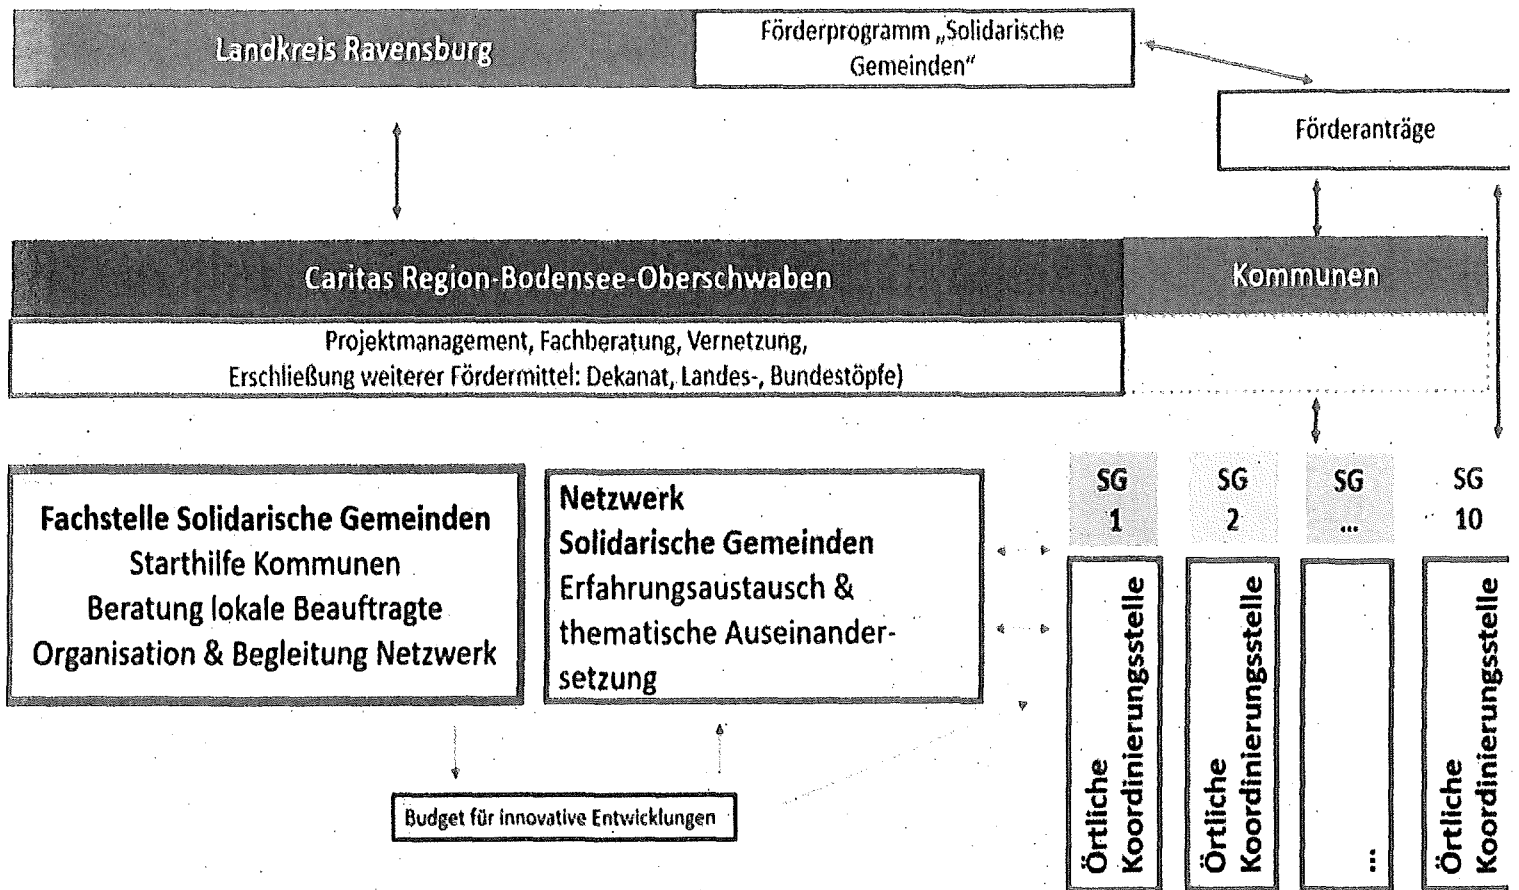 Landkreis Ravensburg
Förderprogramm „Solidarische
Gemeinden“
Förderanträge
Caritas Region-Bodensee-Oberschwaben
Kommunen
Projektmanagement, Fachberatung, Vernetzung,
Erschließung weiterer Fördermittel: Dekanat, Landes-, Bundestöpfe)
Fachstelle Solidarische Gemeinden
Starthilfe Kommunen
Beratung lokale Beauftragte
Organisation & Begleitung Netzwerk
Netzwerk
Solidarische Gemeinden
Erfahrungsaustausch &
thematische Auseinander-
setzung
SG
1
SG
2
SG
...
SG
10
Örtliche
Koordinierungsstelle
Örtliche
Koordinierungsstelle
...
Örtliche
Koordinierungsstelle
Budget für innovative Entwicklungen